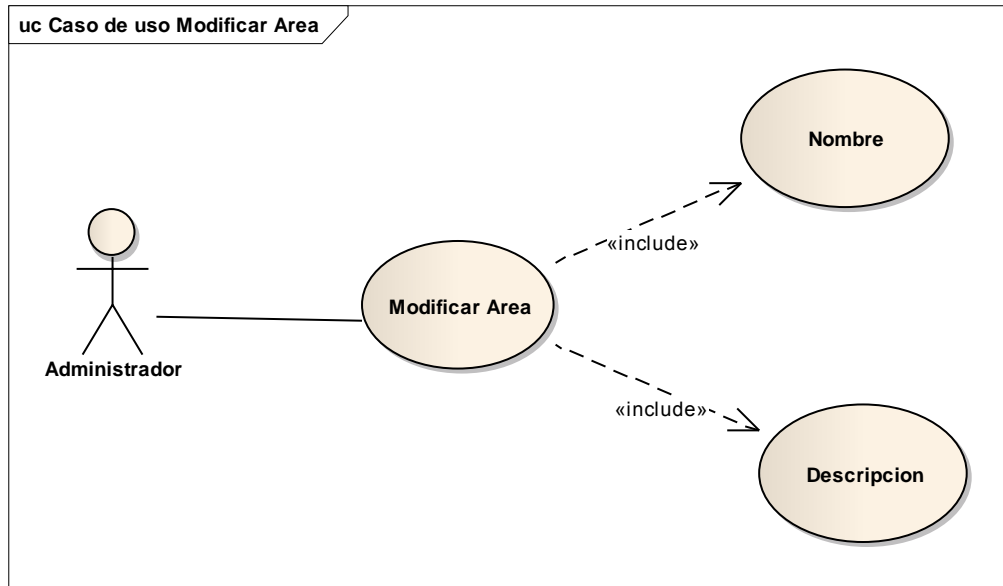 uc Caso de uso Modificar Area
Nombre
«include»
Modificar Area
Administrador
«include»
Descripcion